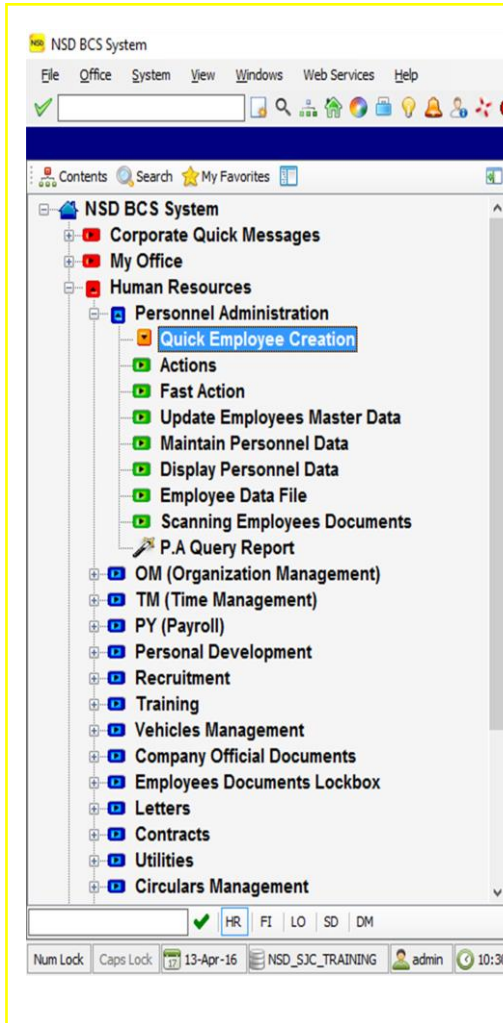 NSD NSD BCS System
File Office System View Windows Web Services Help
Contents Search My Favorites
NSD BCS System
Corporate Quick Messages
My Office
Human Resources
Personnel Administration
Quick Employee Creation
Actions
Fast Action
Update Employees Master Data
Maintain Personnel Data
Display Personnel Data
Employee Data File
Scanning Employees Documents
P.A Query Report
OM (Organization Management)
TM (Time Management)
PY (Payroll)
Personal Development
Recruitment
Training
Vehicles Management
Company Official Documents
Employees Documents Lockbox
Letters
Contracts
Utilities
Circulars Management
HR FI LO SD DM
Num Lock Caps Lock 17 13-Apr-16 NSD_SJC_TRAINING admin